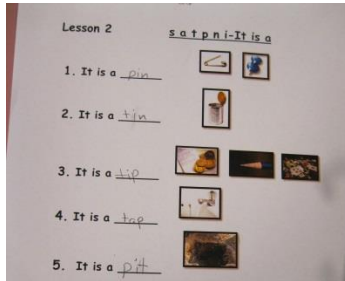 Lesson 2
s a t p n i-It is a
1. It is a pin
2. It is a tin
3. It is a tip
4. It is a tap
5. It is a pit